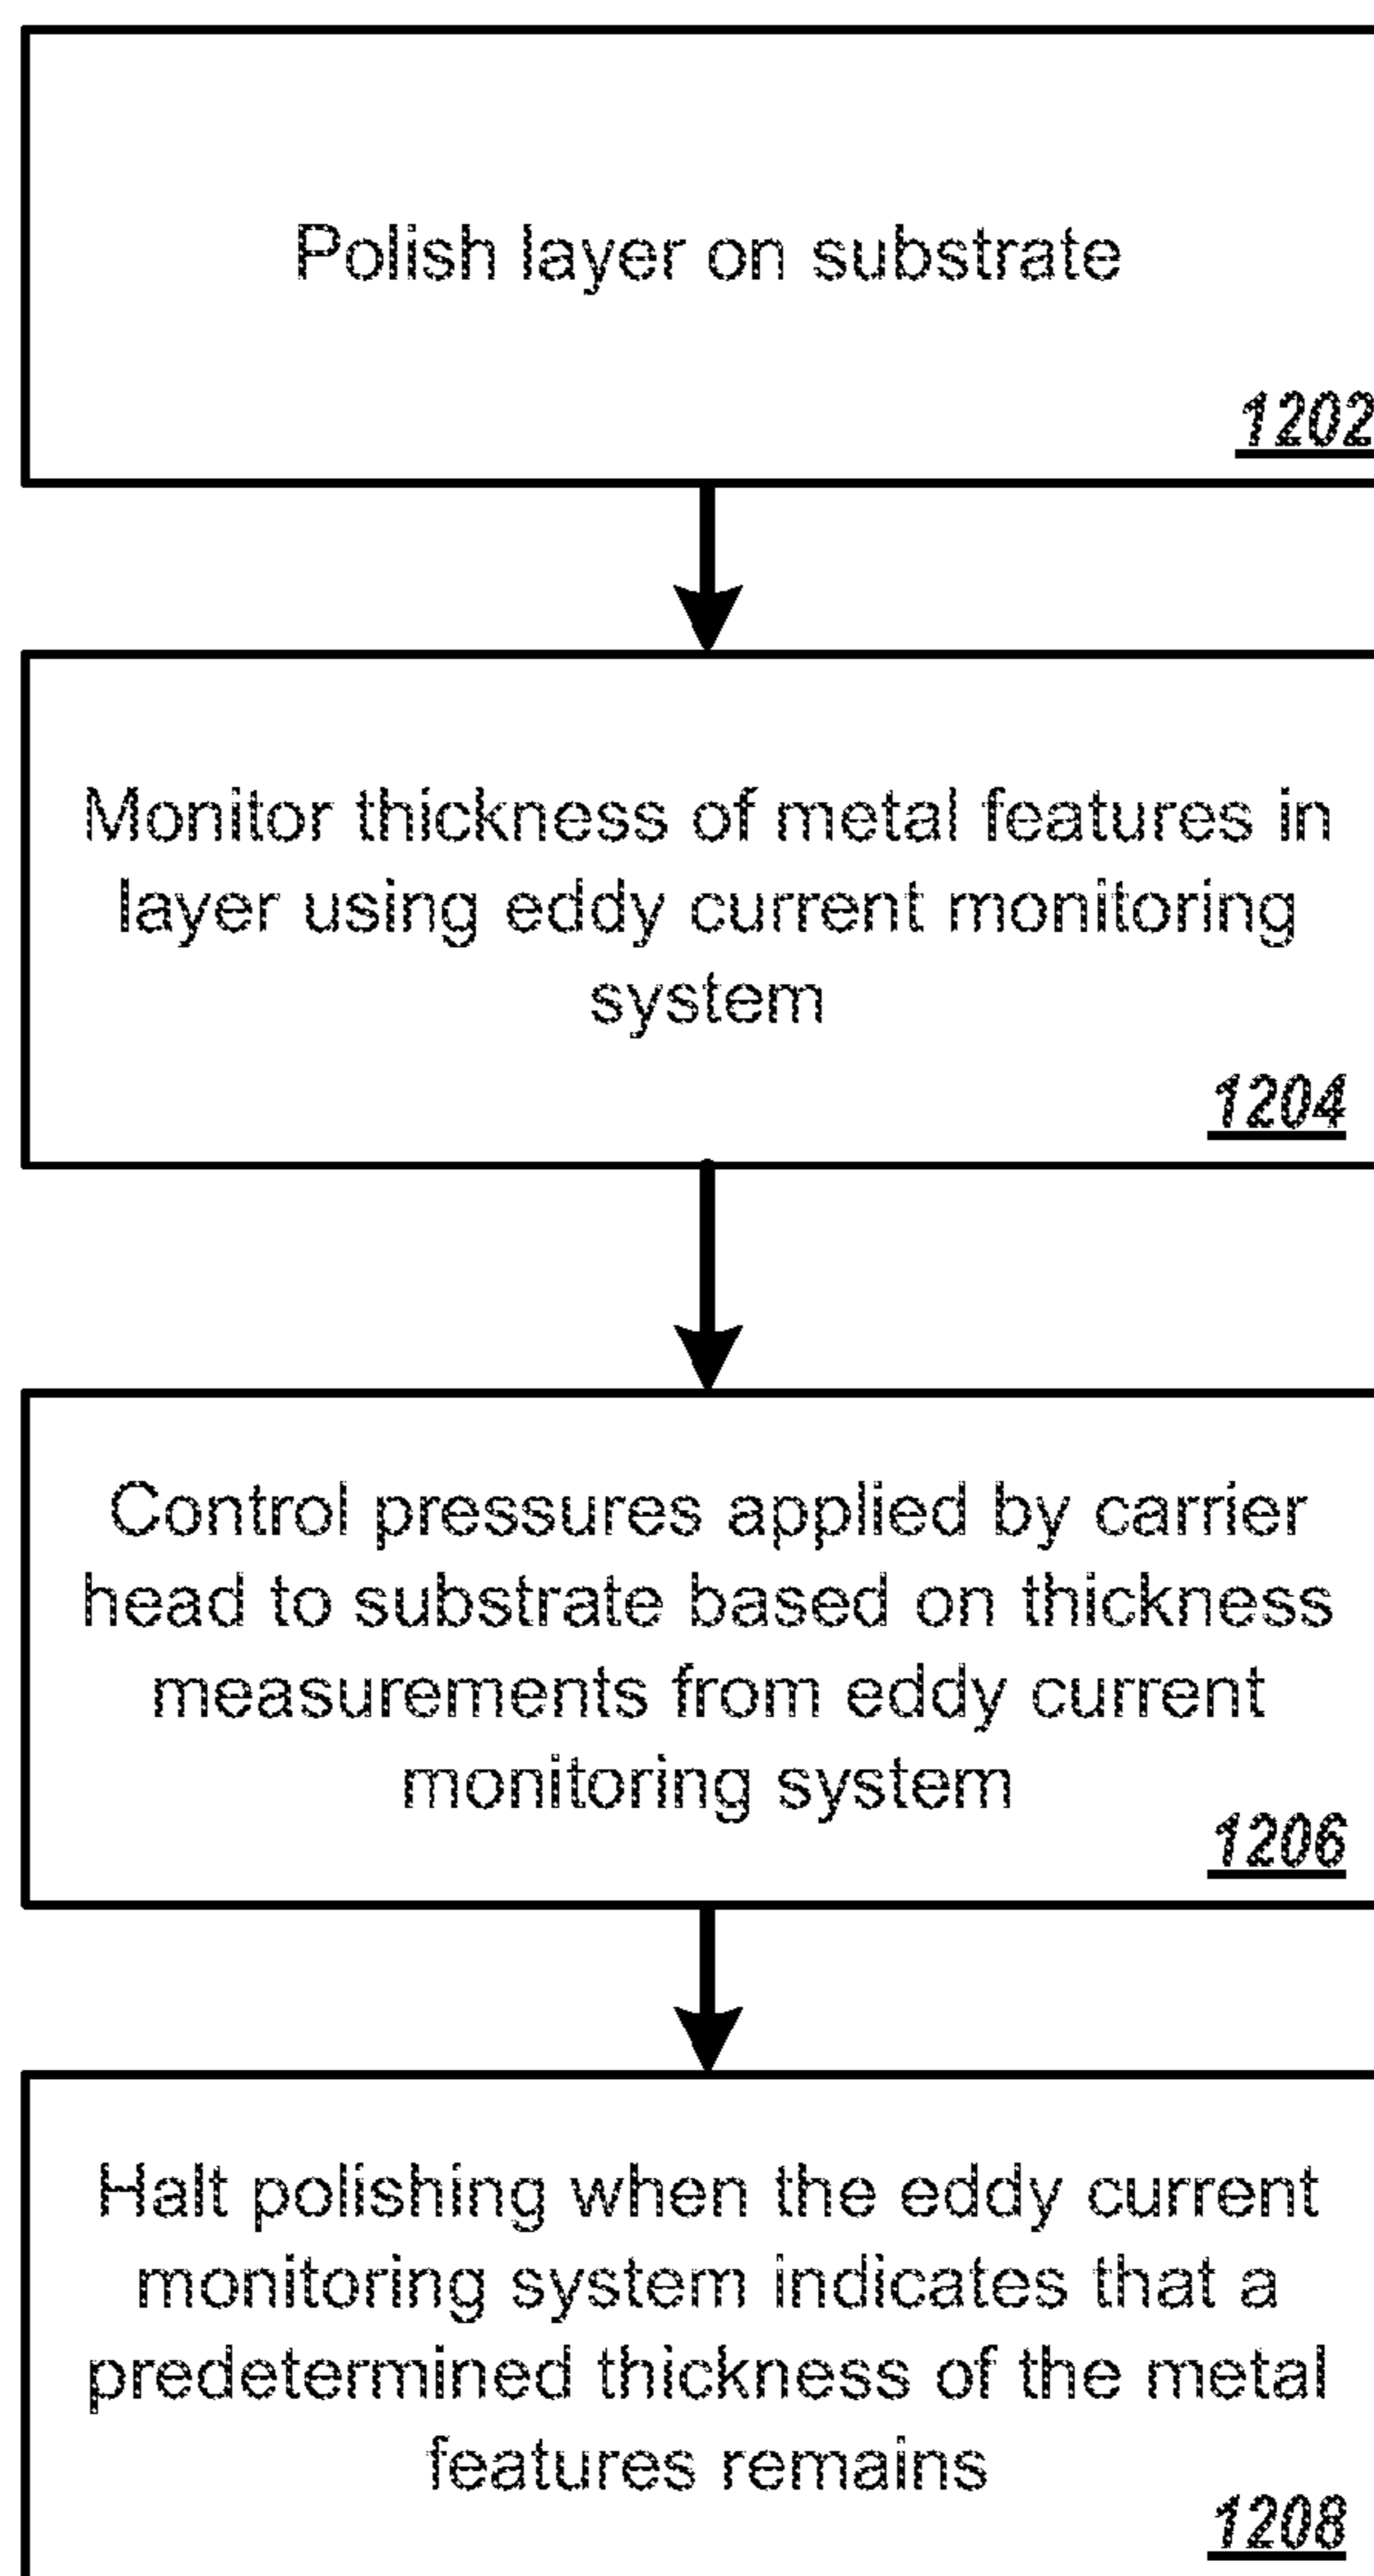 Polish layer on substrate
1202
Monitor thickness of metal features in
layer using eddy current monitoring
system
1204
Control pressures applied by carrier
head to substrate based on thickness
measurements from eddy current
monitoring system
1206
Halt polishing when the eddy current
monitoring system indicates that a
predetermined thickness of the metal
features remains
1208